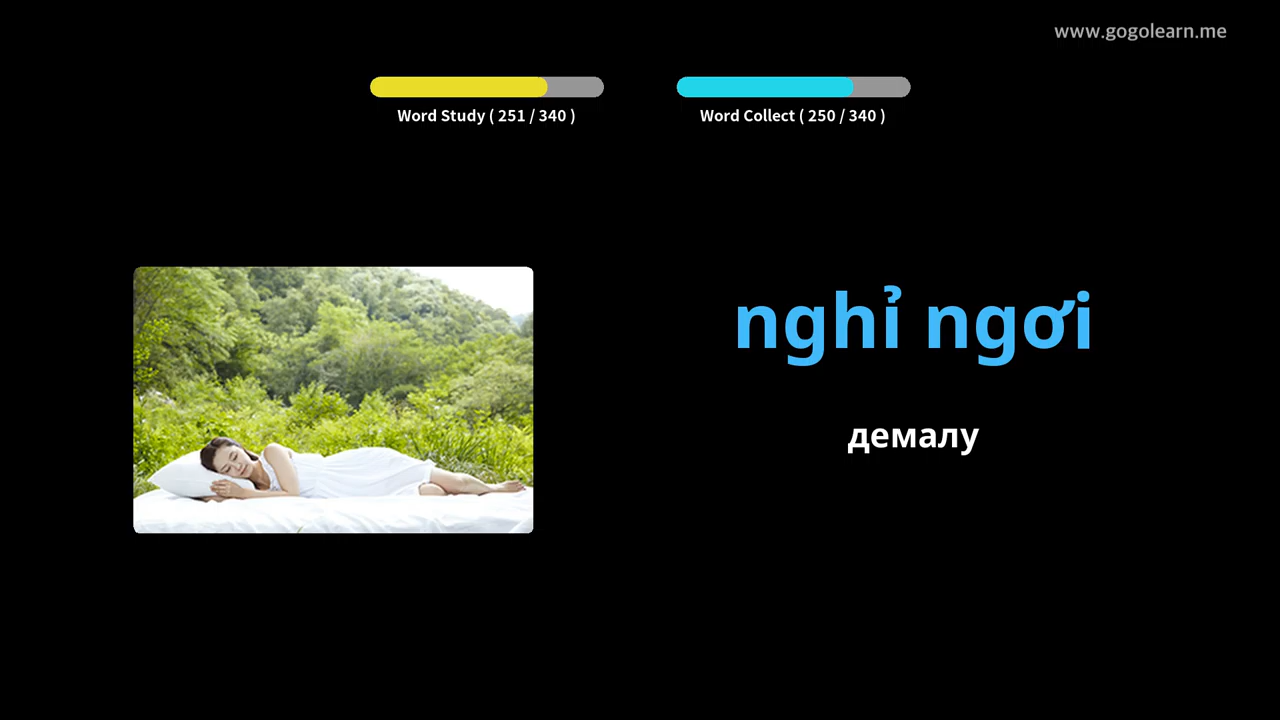 www.gogolearn.me
Word Study ( 251 / 340 )
Word Collect ( 250 / 340 )
nghỉ ngơi
демалу